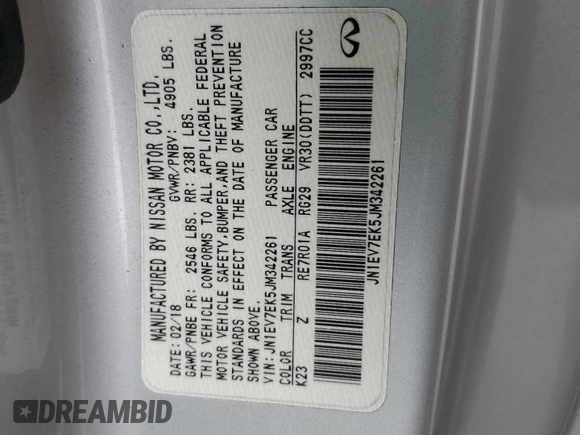 MANUFACTURED BY NISSAN MOTOR CO.,LTD.
DATE: 02/18 GVWR/PNBV: 4905 LBS.
GAWR/PNBE FR: 2546 LBS. RR: 2381 LBS.
THIS VEHICLE CONFORMS TO ALL APPLICABLE FEDERAL
MOTOR VEHICLE SAFETY,BUMPER,AND THEFT PREVENTION
STANDARDS IN EFFECT ON THE DATE OF MANUFACTURE
SHOWN ABOVE.
VIN:JN1EV7EK5JM342261 PASSENGER CAR
COLOR TRIM TRANS AXLE ENGINE
K23 Z RE7R01A RG29 VR30(DDTT) 2997CC
JN1EV7EK5JM342261
DREAMBID